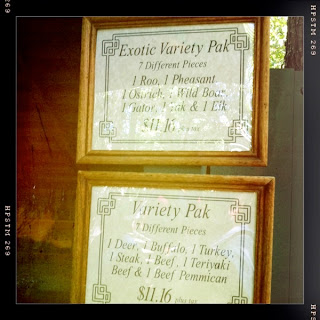 Exotic Variety Pak
7 Different Pieces
1 Roo, 1 Pheasant
1 Ostrich, 1 Wild Boar,
1 Gator, 1 Yak & 1 Elk
$11.16 plus tax
Variety Pak
7 Different Pieces
1 Deer, 1 Buffalo, 1 Turkey,
1 Steak, 1 Beef, 1 Teriyaki
Beef & 1 Beef Pemmican
$11.16 plus tax
HPSTM 269
HPSTM 269